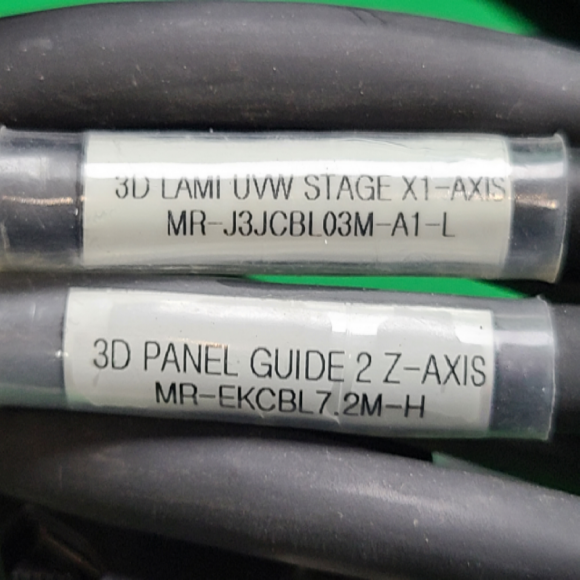 3D LAMI UVW STAGE X1-AXIS
MR-J3JCBL03M-A1-L
3D PANEL GUIDE 2 Z-AXIS
MR-EKCBL7.2M-H